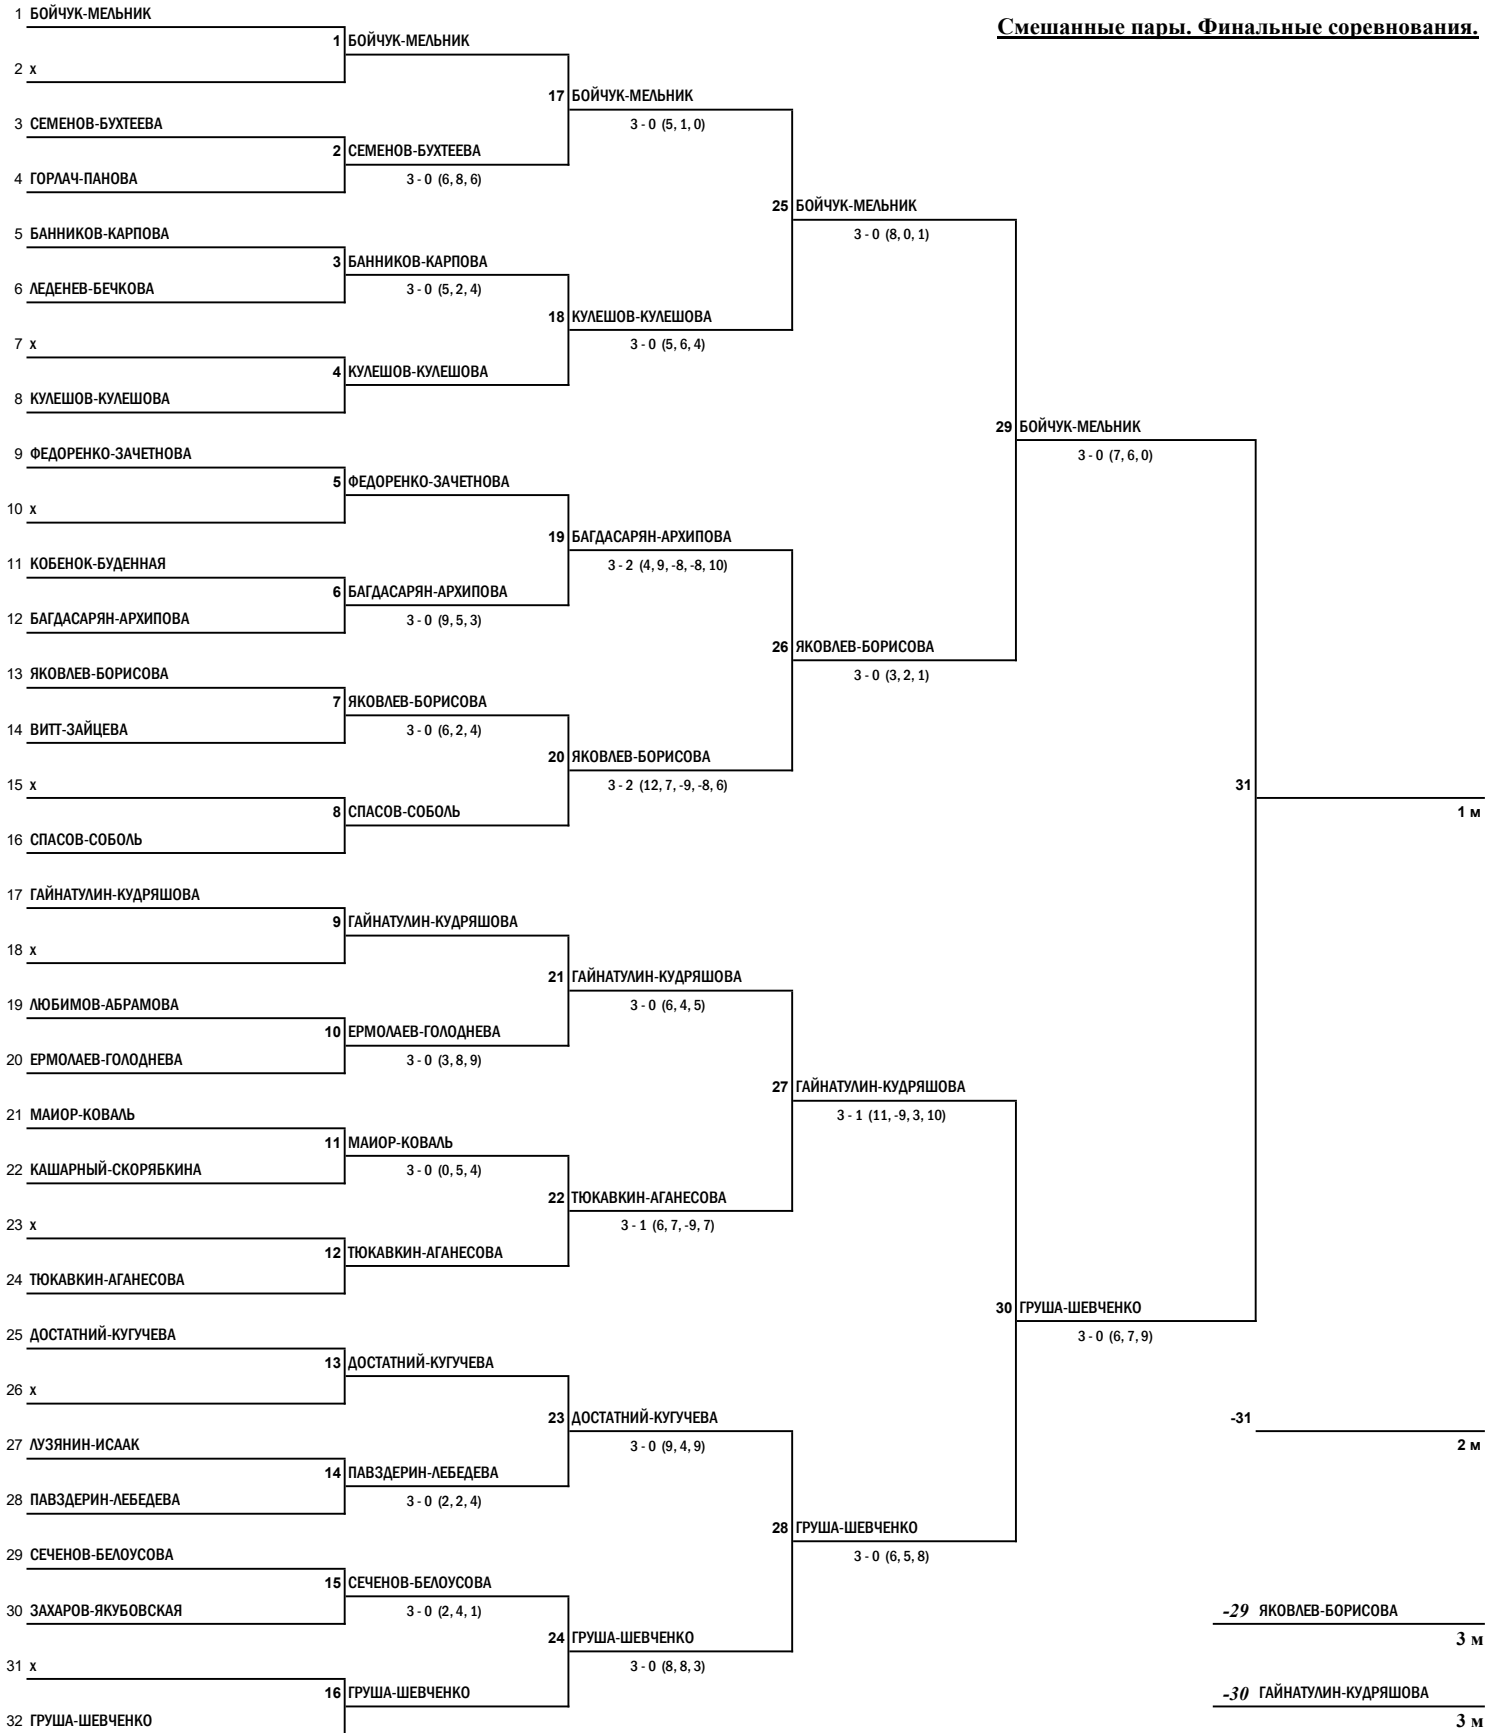 Смешанные пары. Финальные соревнования.
1 БОЙЧУК-МЕЛЬНИК
1 БОЙЧУК-МЕЛЬНИК
2 х
17 БОЙЧУК-МЕЛЬНИК
3 СЕМЕНОВ-БУХТЕЕВА
3 - 0 (5, 1, 0)
2 СЕМЕНОВ-БУХТЕЕВА
4 ГОРЛАЧ-ПАНОВА
3 - 0 (6, 8, 6)
25 БОЙЧУК-МЕЛЬНИК
5 БАННИКОВ-КАРПОВА
3 - 0 (8, 0, 1)
3 БАННИКОВ-КАРПОВА
6 ЛЕДЕНЕВ-БЕЧКОВА
3 - 0 (5, 2, 4)
18 КУЛЕШОВ-КУЛЕШОВА
7 х
3 - 0 (5, 6, 4)
4 КУЛЕШОВ-КУЛЕШОВА
8 КУЛЕШОВ-КУЛЕШОВА
29 БОЙЧУК-МЕЛЬНИК
9 ФЕДОРЕНКО-ЗАЧЕТНОВА
3 - 0 (7, 6, 0)
5 ФЕДОРЕНКО-ЗАЧЕТНОВА
10 х
19 БАГДАСАРЯН-АРХИПОВА
11 КОБЕНОК-БУДЕННАЯ
3 - 2 (4, 9, -8, -8, 10)
6 БАГДАСАРЯН-АРХИПОВА
12 БАГДАСАРЯН-АРХИПОВА
3 - 0 (9, 5, 3)
26 ЯКОВЛЕВ-БОРИСОВА
13 ЯКОВЛЕВ-БОРИСОВА
3 - 0 (3, 2, 1)
7 ЯКОВЛЕВ-БОРИСОВА
14 ВИТТ-ЗАЙЦЕВА
3 - 0 (6, 2, 4)
20 ЯКОВЛЕВ-БОРИСОВА
15 х
3 - 2 (12, 7, -9, -8, 6)
31
8 СПАСОВ-СОБОЛЬ
1 м
16 СПАСОВ-СОБОЛЬ
17 ГАЙНАТУЛИН-КУДРЯШОВА
9 ГАЙНАТУЛИН-КУДРЯШОВА
18 х
21 ГАЙНАТУЛИН-КУДРЯШОВА
19 ЛЮБИМОВ-АБРАМОВА
3 - 0 (6, 4, 5)
10 ЕРМОЛАЕВ-ГОЛОДНЕВА
20 ЕРМОЛАЕВ-ГОЛОДНЕВА
3 - 0 (3, 8, 9)
27 ГАЙНАТУЛИН-КУДРЯШОВА
21 МАИОР-КОВАЛЬ
3 - 1 (11, -9, 3, 10)
11 МАИОР-КОВАЛЬ
22 КАШАРНЫЙ-СКОРЯБКИНА
3 - 0 (0, 5, 4)
22 ТЮКАВКИН-АГАНЕСОВА
23 х
3 - 1 (6, 7, -9, 7)
12 ТЮКАВКИН-АГАНЕСОВА
24 ТЮКАВКИН-АГАНЕСОВА
30 ГРУША-ШЕВЧЕНКО
25 ДОСТАТНИЙ-КУГУЧЕВА
3 - 0 (6, 7, 9)
13 ДОСТАТНИЙ-КУГУЧЕВА
26 х
23 ДОСТАТНИЙ-КУГУЧЕВА
-31
27 ЛУЗЯНИН-ИСААК
3 - 0 (9, 4, 9)
2 м
14 ПАВЗДЕРИН-ЛЕБЕДЕВА
28 ПАВЗДЕРИН-ЛЕБЕДЕВА
3 - 0 (2, 2, 4)
28 ГРУША-ШЕВЧЕНКО
29 СЕЧЕНОВ-БЕЛОУСОВА
3 - 0 (6, 5, 8)
15 СЕЧЕНОВ-БЕЛОУСОВА
30 ЗАХАРОВ-ЯКУБОВСКАЯ
3 - 0 (2, 4, 1)
-29 ЯКОВЛЕВ-БОРИСОВА
24 ГРУША-ШЕВЧЕНКО
3 м
31 х
3 - 0 (8, 8, 3)
16 ГРУША-ШЕВЧЕНКО
-30 ГАЙНАТУЛИН-КУДРЯШОВА
32 ГРУША-ШЕВЧЕНКО
3 м